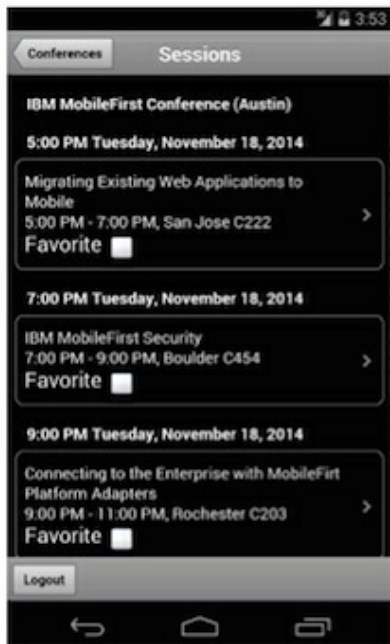 3:53
Conferences
Sessions
IBM MobileFirst Conference (Austin)
5:00 PM Tuesday, November 18, 2014
Migrating Existing Web Applications to
Mobile
5:00 PM - 7:00 PM, San Jose C222
Favorite
7:00 PM Tuesday, November 18, 2014
IBM MobileFirst Security
7:00 PM - 9:00 PM, Boulder C454
Favorite
9:00 PM Tuesday, November 18, 2014
Connecting to the Enterprise with MobileFirt
Platform Adapters
9:00 PM - 11:00 PM, Rochester C203
Favorite
Logout